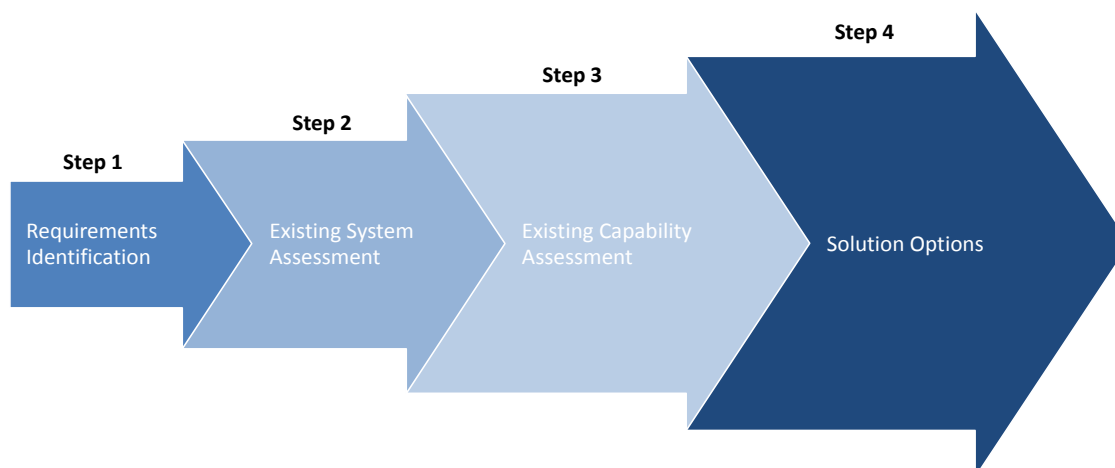 Step 1
Requirements
Identification
Step 2
Existing System
Assessment
Step 3
Existing Capability
Assessment
Step 4
Solution Options